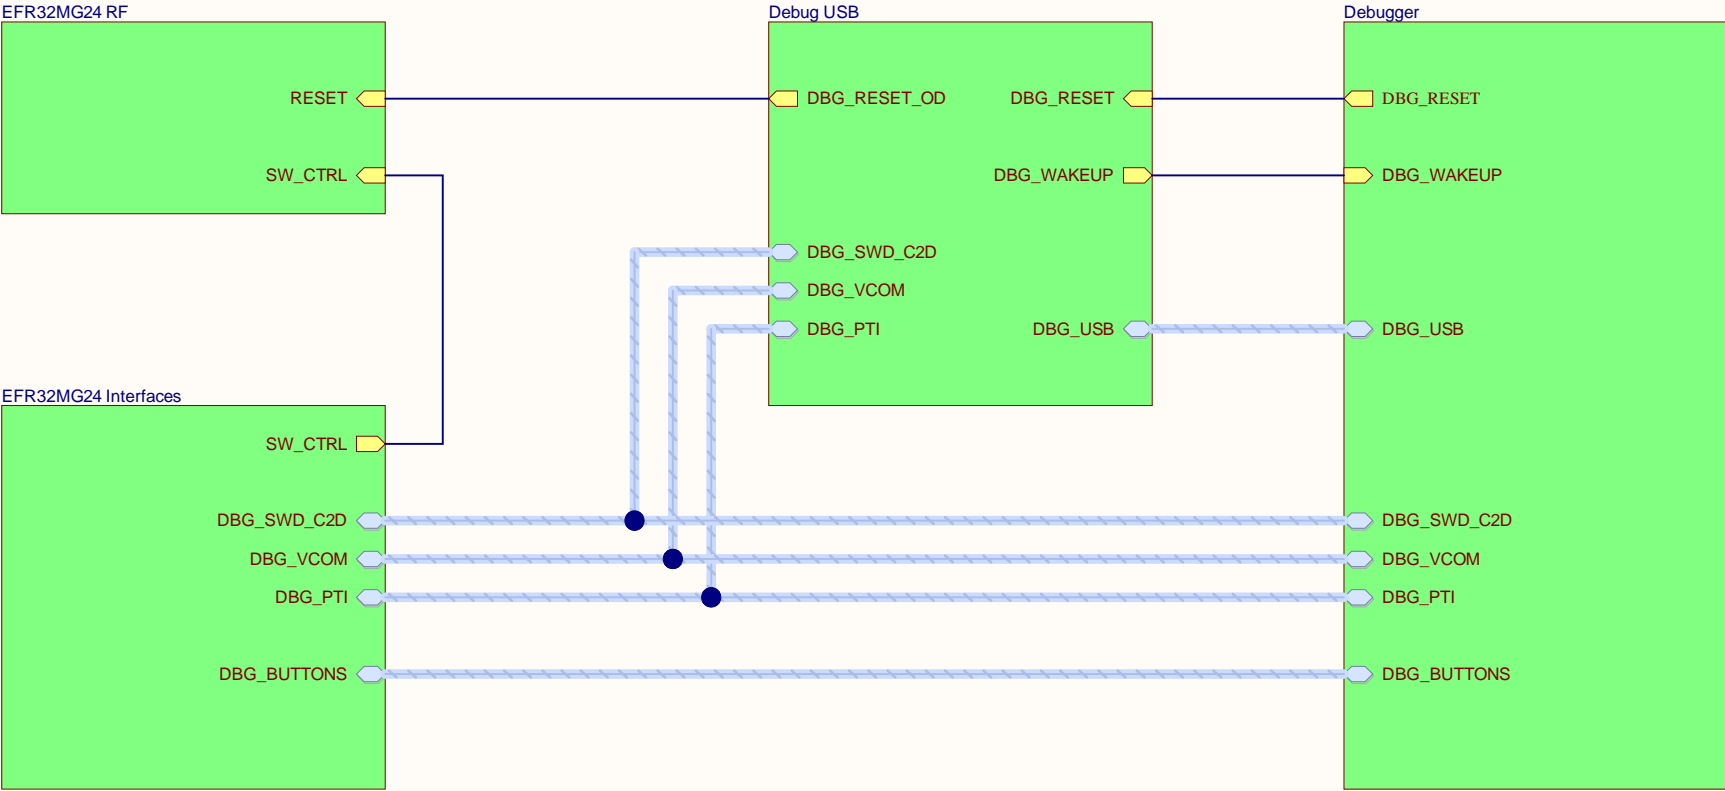 EFR32MG24 RF
RESET
SW_CTRL
Debug USB
DBG_RESET_OD
DBG_RESET
DBG_WAKEUP
DBG_SWD_C2D
DBG_VCOM
DBG_PTI
DBG_USB
Debugger
DBG_RESET
DBG_WAKEUP
DBG_USB
DBG_SWD_C2D
DBG_VCOM
DBG_PTI
DBG_BUTTONS
EFR32MG24 Interfaces
SW_CTRL
DBG_SWD_C2D
DBG_VCOM
DBG_PTI
DBG_BUTTONS